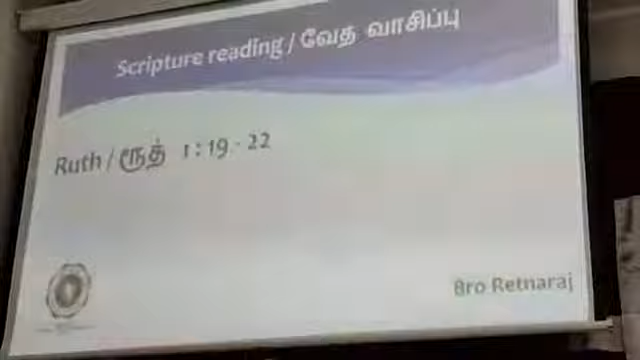 Scripture reading / வேத வாசிப்பு
Ruth / ரூத் 1 : 19 - 22
Bro Retnaraj